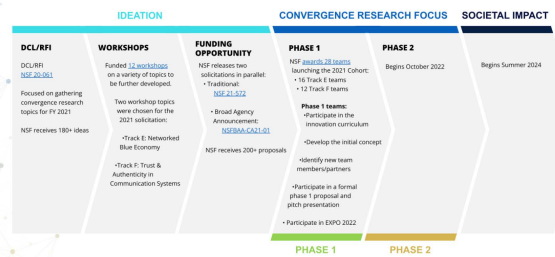 IDEATION
CONVERGENCE RESEARCH FOCUS
SOCIETAL IMPACT
DCL/RFI
DCL/RFI
NSF 20-061
Focused on gathering
convergence research
topics for FY 2021
NSF receives 180+ ideas
WORKSHOPS
Funded 12 workshops
on a variety of topics to
be further developed.
Two workshop topics
were chosen for the
2021 solicitation:
•Track E: Networked
Blue Economy
•Track F: Trust &
Authenticity in
Communication Systems
FUNDING
OPPORTUNITY
NSF releases two
solicitations in parallel:
• Traditional:
NSF 21-572
• Broad Agency
Announcement:
NSFBAA-CA21-01
NSF receives 200+ proposals
PHASE 1
NSF awards 28 teams
launching the 2021 Cohort:
• 16 Track E teams
• 12 Track F teams
Phase 1 teams:
•Participate in the
innovation curriculum
•Develop the initial concept
•Identify new team
members/partners
•Participate in a formal
phase 1 proposal and
pitch presentation
• Participate in EXPO 2022
PHASE 2
Begins October 2022
Begins Summer 2024
PHASE 1
PHASE 2